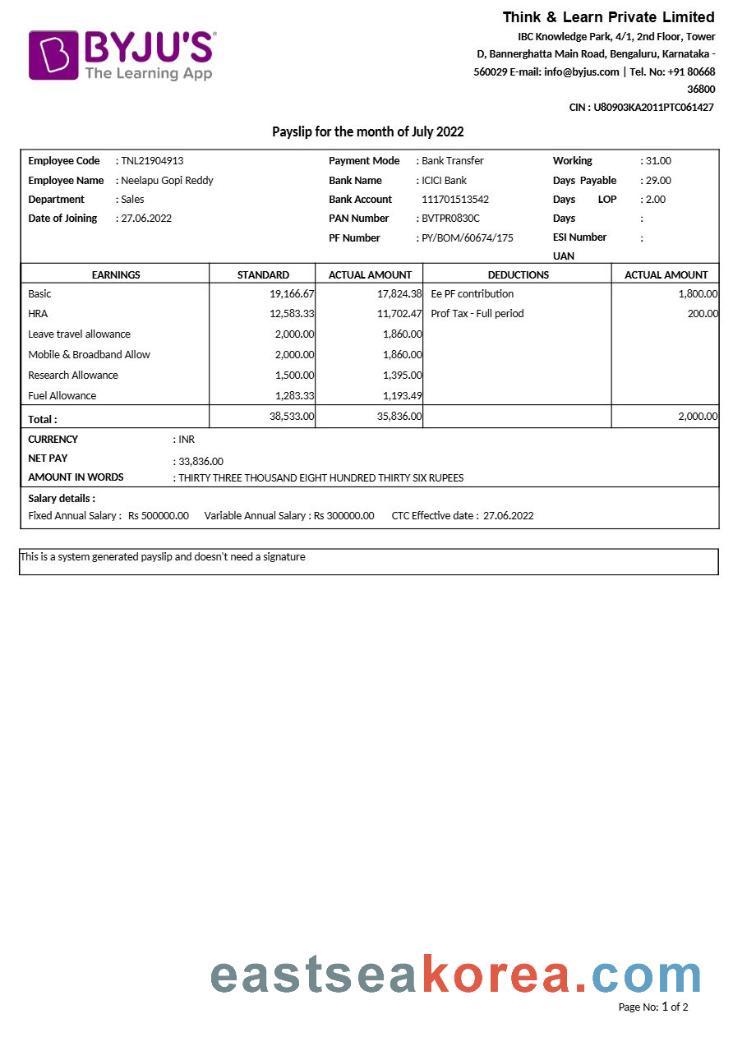 BYJU'S
The Learning App
Think & Learn Private Limited
IBC Knowledge Park, 4/1, 2nd Floor, Tower
D, Bannerghatta Main Road, Bengaluru, Karnataka -
560029 E-mail: info@byjus.com | Tel. No: +91 80668
36800
CIN : U80903KA2011PTC061427
Payslip for the month of July 2022
Employee Code : TNL21904913 Payment Mode : Bank Transfer Working : 31.00
Employee Name : Neelapu Gopi Reddy Bank Name : ICICI Bank Days Payable : 29.00
Department : Sales Bank Account 111701513542 Days LOP : 2.00
Date of Joining : 27.06.2022 PAN Number : BVTPR0830C Days :
PF Number : PY/BOM/60674/175 ESI Number :
UAN
EARNINGS STANDARD ACTUAL AMOUNT DEDUCTIONS ACTUAL AMOUNT
Basic 19,166.67 17,824.38 Ee PF contribution 1,800.00
HRA 12,583.33 11,702.47 Prof Tax - Full period 200.00
Leave travel allowance 2,000.00 1,860.00
Mobile & Broadband Allow 2,000.00 1,860.00
Research Allowance 1,500.00 1,395.00
Fuel Allowance 1,283.33 1,193.49
Total : 38,533.00 35,836.00 2,000.00
CURRENCY : INR
NET PAY : 33,836.00
AMOUNT IN WORDS : THIRTY THREE THOUSAND EIGHT HUNDRED THIRTY SIX RUPEES
Salary details :
Fixed Annual Salary : Rs 500000.00 Variable Annual Salary : Rs 300000.00 CTC Effective date : 27.06.2022
This is a system generated payslip and doesn't need a signature
eastseakorea.com
Page No: 1 of 2